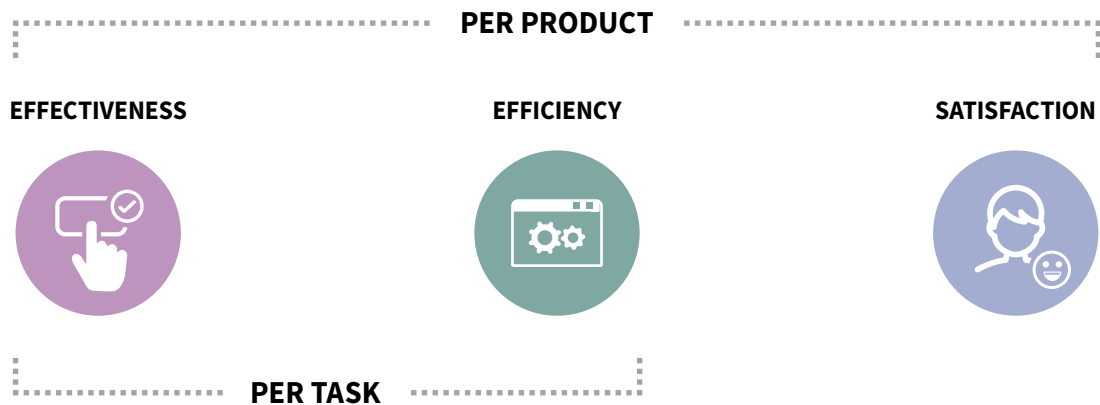 PER PRODUCT
EFFECTIVENESS
EFFICIENCY
SATISFACTION
PER TASK